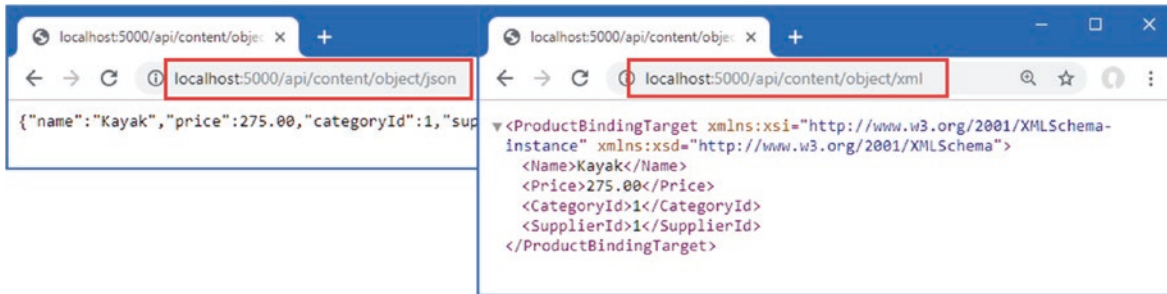 localhost:5000/api/content/objec
localhost:5000/api/content/object/json
{"name":"Kayak","price":275.00,"categoryId":1,"sup
localhost:5000/api/content/objec
localhost:5000/api/content/object/xml
<ProductBindingTarget xmlns:xsi="http://www.w3.org/2001/XMLSchema-
instance" xmlns:xsd="http://www.w3.org/2001/XMLSchema">
<Name>Kayak</Name>
<Price>275.00</Price>
<CategoryId>1</CategoryId>
<SupplierId>1</SupplierId>
</ProductBindingTarget>